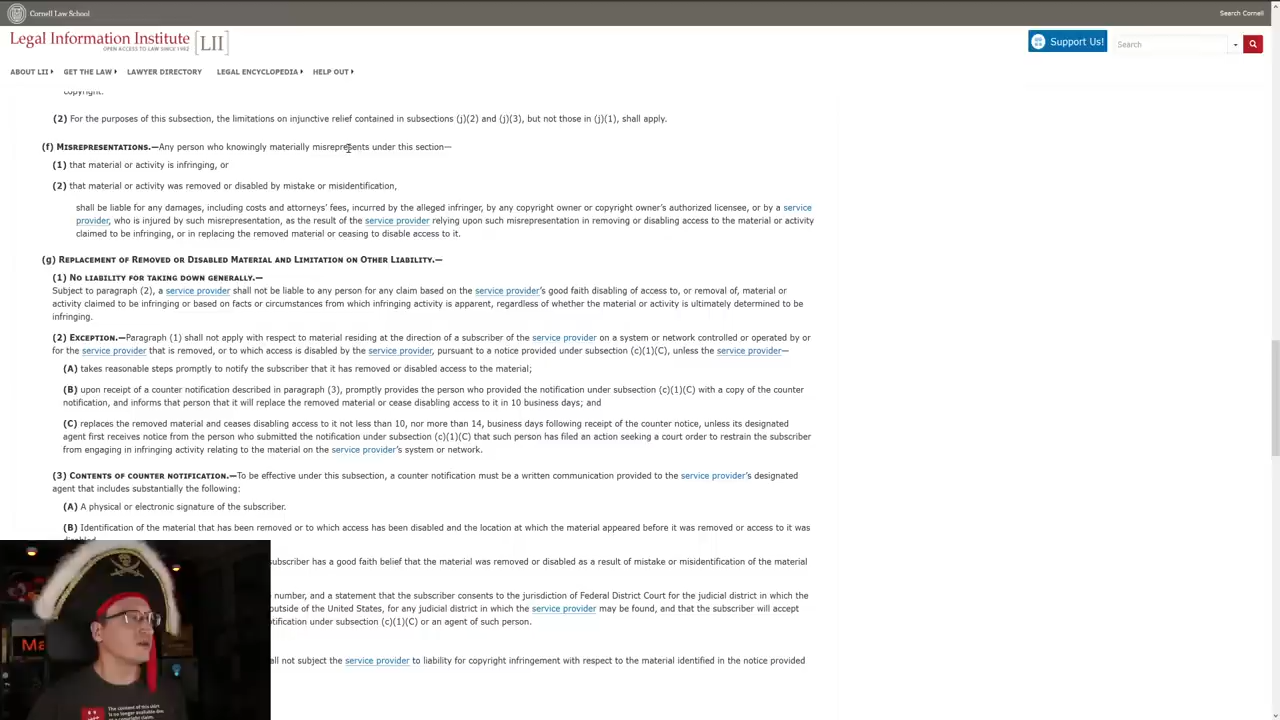 Cornell Law School
Search Cornell
Legal Information Institute [LII]
OPEN ACCESS TO LAW SINCE 1992
Support Us!
Search
ABOUT LII
GET THE LAW
LAWYER DIRECTORY
LEGAL ENCYCLOPEDIA
HELP OUT
copyright.
(2) For the purposes of this subsection, the limitations on injunctive relief contained in subsections (j)(2) and (j)(3), but not those in (j)(1), shall apply.
(f) MISREPRESENTATIONS.—Any person who knowingly materially misrepresents under this section—
(1) that material or activity is infringing, or
(2) that material or activity was removed or disabled by mistake or misidentification,
shall be liable for any damages, including costs and attorneys’ fees, incurred by the alleged infringer, by any copyright owner or copyright owner’s authorized licensee, or by a service
provider, who is injured by such misrepresentation, as the result of the service provider relying upon such misrepresentation in removing or disabling access to the material or activity
claimed to be infringing, or in replacing the removed material or ceasing to disable access to it.
(g) REPLACEMENT OF REMOVED OR DISABLED MATERIAL AND LIMITATION ON OTHER LIABILITY.—
(1) NO LIABILITY FOR TAKING DOWN GENERALLY.—
Subject to paragraph (2), a service provider shall not be liable to any person for any claim based on the service provider’s good faith disabling of access to, or removal of, material or
activity claimed to be infringing or based on facts or circumstances from which infringing activity is apparent, regardless of whether the material or activity is ultimately determined to be
infringing.
(2) EXCEPTION.—Paragraph (1) shall not apply with respect to material residing at the direction of a subscriber of the service provider on a system or network controlled or operated by or
for the service provider that is removed, or to which access is disabled by the service provider, pursuant to a notice provided under subsection (c)(1)(C), unless the service provider—
(A) takes reasonable steps promptly to notify the subscriber that it has removed or disabled access to the material;
(B) upon receipt of a counter notification described in paragraph (3), promptly provides the person who provided the notification under subsection (c)(1)(C) with a copy of the counter
notification, and informs that person that it will replace the removed material or cease disabling access to it in 10 business days; and
(C) replaces the removed material and ceases disabling access to it not less than 10, nor more than 14, business days following receipt of the counter notice, unless its designated
agent first receives notice from the person who submitted the notification under subsection (c)(1)(C) that such person has filed an action seeking a court order to restrain the subscriber
from engaging in infringing activity relating to the material on the service provider’s system or network.
(3) CONTENTS OF COUNTER NOTIFICATION.—To be effective under this subsection, a counter notification must be a written communication provided to the service provider’s designated
agent that includes substantially the following:
(A) A physical or electronic signature of the subscriber.
(B) Identification of the material that has been removed or to which access has been disabled and the location at which the material appeared before it was removed or access to it was
subscriber has a good faith belief that the material was removed or disabled as a result of mistake or misidentification of the material
number, and a statement that the subscriber consents to the jurisdiction of Federal District Court for the judicial district in which the
outside of the United States, for any judicial district in which the service provider may be found, and that the subscriber will accept
tification under subsection (c)(1)(C) or an agent of such person.
all not subject the service provider to liability for copyright infringement with respect to the material identified in the notice provided
Ma
The content of this shirt
is no longer available due
to a copyright claim.